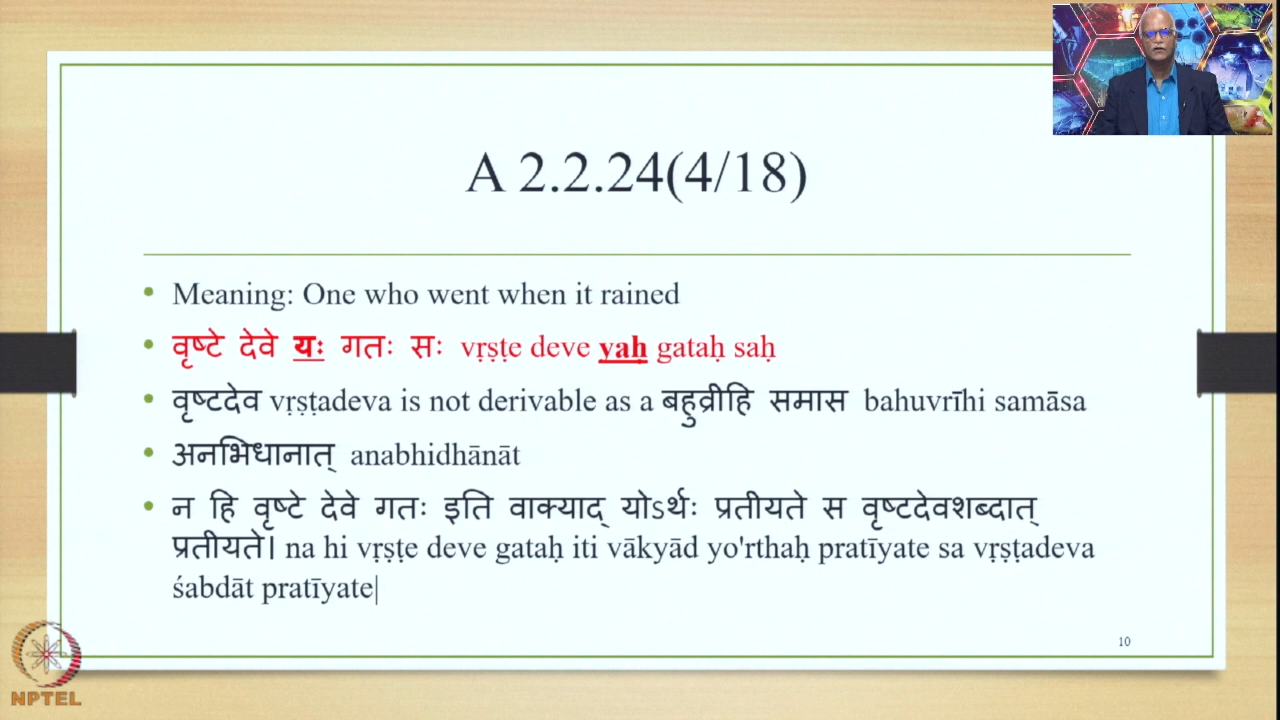 A 2.2.24(4/18)
• Meaning: One who went when it rained
• वृष्टे देवे यः गतः सः vṛṣṭe deve yaḥ gataḥ saḥ
• वृष्टदेव vṛṣṭadeva is not derivable as a बहुव्रीहि समास bahuvrīhi samāsa
• अनभिधानात् anabhidhānāt
• न हि वृष्टे देवे गतः इति वाक्याद् योऽर्थः प्रतीयते स वृष्टदेवशब्दात्
प्रतीयते। na hi vṛṣṭe deve gataḥ iti vākyād yo'rthaḥ pratīyate sa vṛṣṭadeva
śabdāt pratīyate|
10
NPTEL